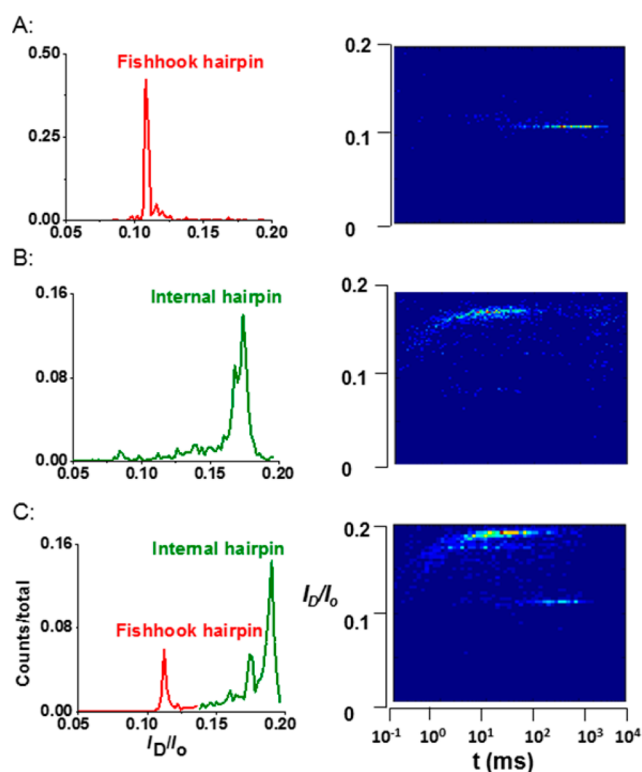 A:
0.50
0.25
0.00
Fishhook hairpin
0.05 0.10 0.15 0.20
0.2
0.1
0
B:
0.16
0.08
0.00
Internal hairpin
0.05 0.10 0.15 0.20
0.2
0.1
0
C:
0.16
0.08
0.00
Counts/total
Internal hairpin
Fishhook hairpin
0.05 0.10 0.15 0.20
I_D/I_o
0.2
0.1
0
I_D/I_o
10^-1 10^0 10^1 10^2 10^3 10^4
t (ms)